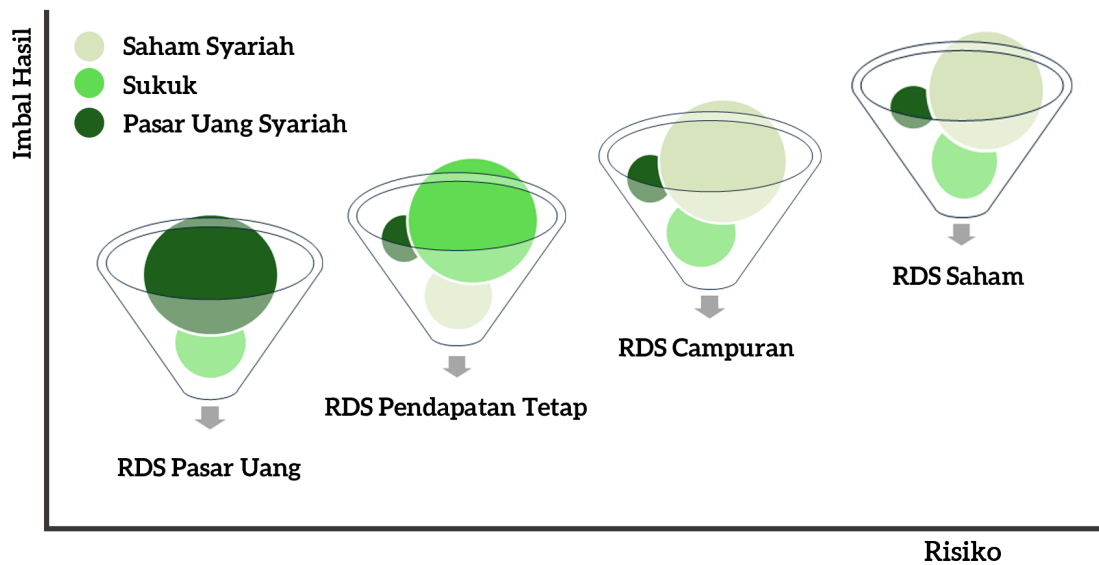 Imbal Hasil
Saham Syariah
Sukuk
Pasar Uang Syariah
RDS Saham
RDS Campuran
RDS Pendapatan Tetap
RDS Pasar Uang
Risiko